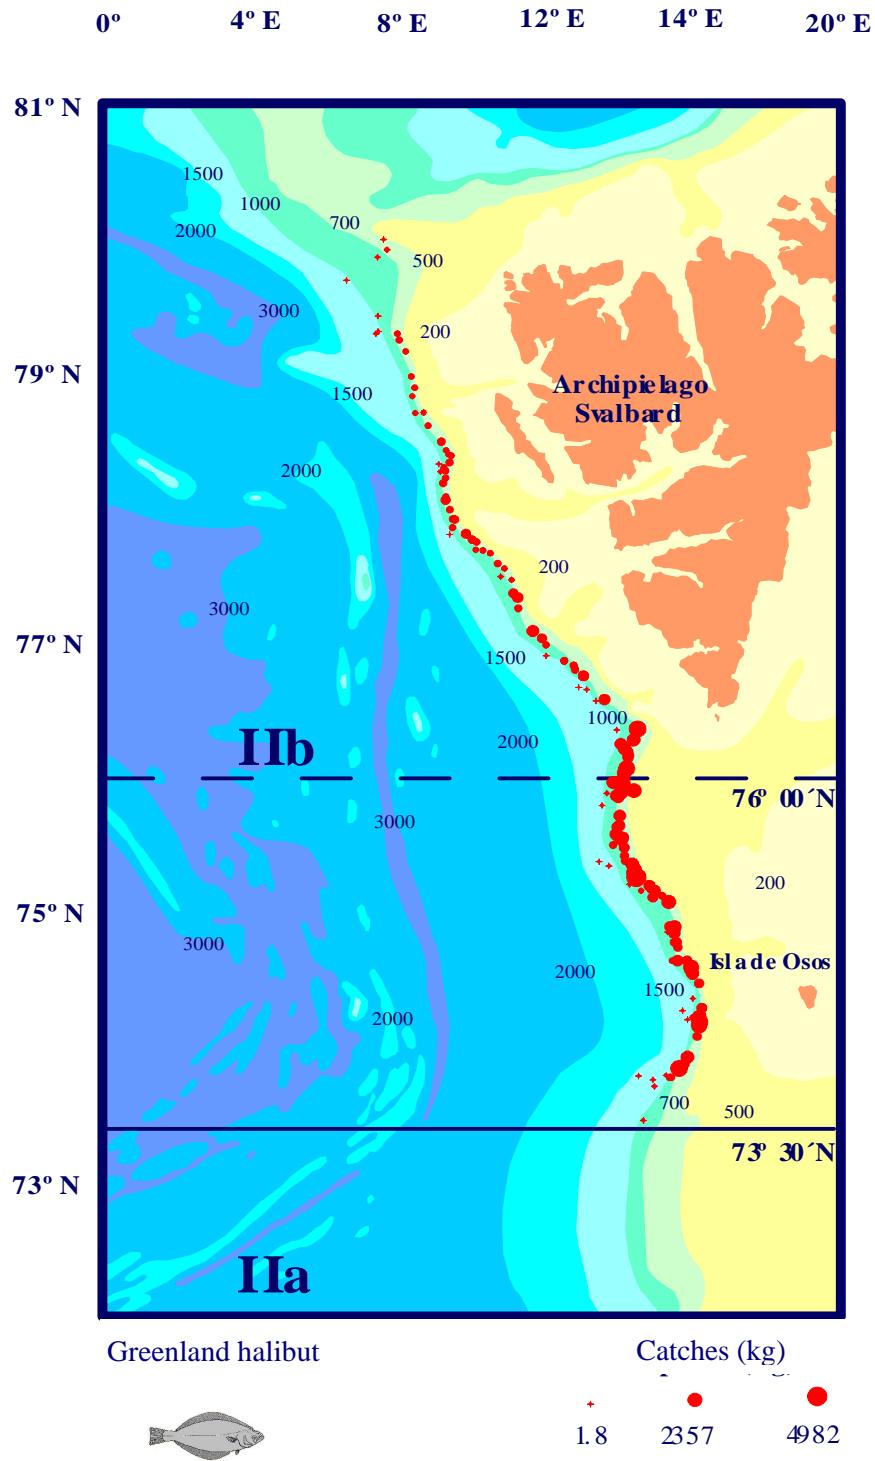 0º 4º E 8º E 12º E 14º E 20º E
81º N
1500
1000
700
2000
500
3000
200
79º N
Archipielago
Svalbard
1500
2000
200
3000
77º N
1500
1000
2000
IIb
76º 00´N
3000
200
75º N
3000
Isla de Osos
2000
1500
2000
700
500
73º 30´N
73º N
IIa
Greenland halibut
Catches (kg)
1.8 2357 4982